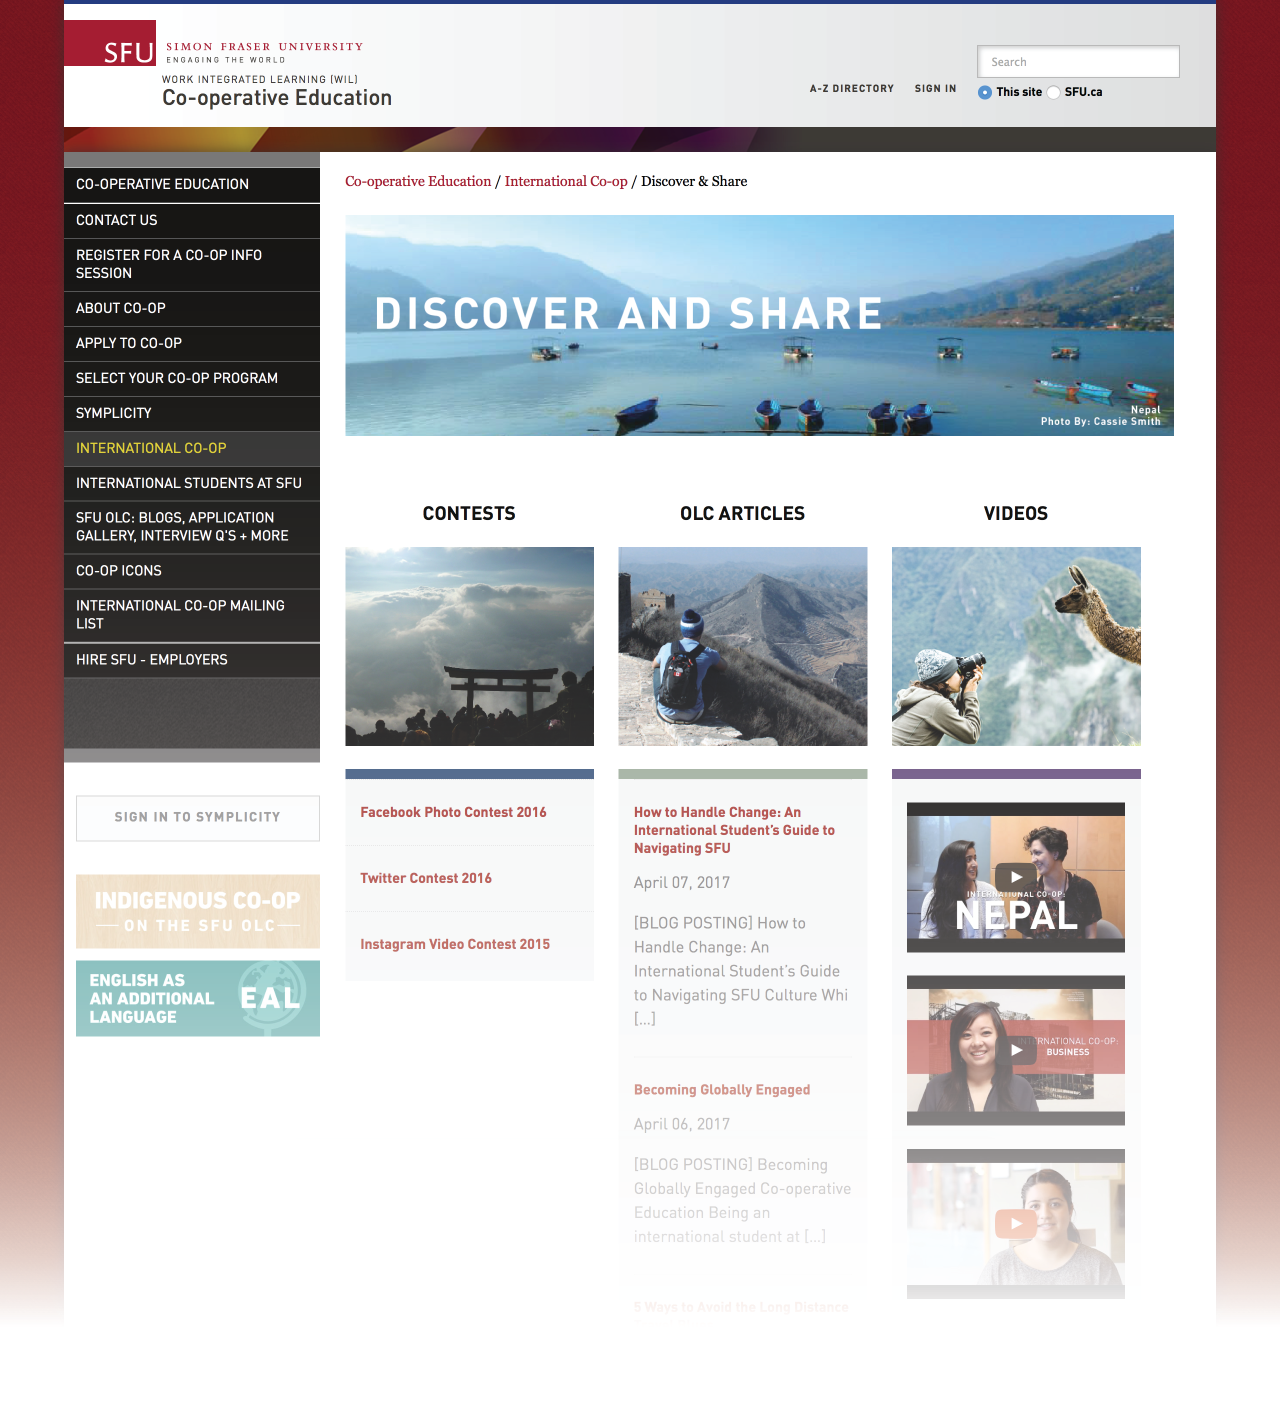 SFU
SIMON FRASER UNIVERSITY
ENGAGING THE WORLD
WORK INTEGRATED LEARNING (WIL)
Co-operative Education
A-Z DIRECTORY
SIGN IN
Search
This site
SFU.ca
CO-OPERATIVE EDUCATION
CONTACT US
REGISTER FOR A CO-OP INFO
SESSION
ABOUT CO-OP
APPLY TO CO-OP
SELECT YOUR CO-OP PROGRAM
SYMPLICITY
INTERNATIONAL CO-OP
INTERNATIONAL STUDENTS AT SFU
SFU OLC: BLOGS, APPLICATION
GALLERY, INTERVIEW Q'S + MORE
CO-OP ICONS
INTERNATIONAL CO-OP MAILING
LIST
HIRE SFU - EMPLOYERS
SIGN IN TO SYMPLICITY
INDIGENOUS CO-OP
ON THE SFU OLC
ENGLISH AS
AN ADDITIONAL
LANGUAGE
EAL
Co-operative Education / International Co-op / Discover & Share
DISCOVER AND SHARE
Nepal
Photo By: Cassie Smith
CONTESTS
Facebook Photo Contest 2016
Twitter Contest 2016
Instagram Video Contest 2015
OLC ARTICLES
How to Handle Change: An
International Student's Guide to
Navigating SFU
April 07, 2017
[BLOG POSTING] How to
Handle Change: An
International Student's Guide
to Navigating SFU Culture Whi
[...]
Becoming Globally Engaged
April 06, 2017
[BLOG POSTING] Becoming
Globally Engaged Co-operative
Education Being an
international student at [...]
5 Ways to Avoid the Long Distance
VIDEOS
INTERNATIONAL CO-OP:
NEPAL
INTERNATIONAL CO-OP:
BUSINESS